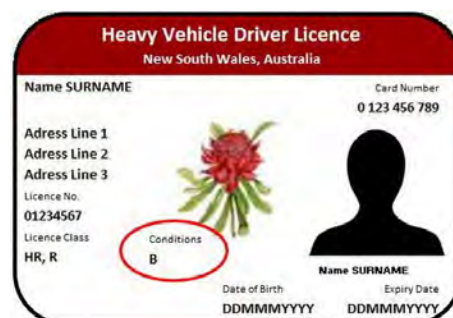 Heavy Vehicle Driver Licence
New South Wales, Australia
Name SURNAME
Card Number
0 123 456 789
Adress Line 1
Adress Line 2
Adress Line 3
Licence No.
01234567
Licence Class
Conditions
HR, R
B
Name SURNAME
Date of Birth
Expiry Date
DDMMMYYYY
DDMMMYYYY